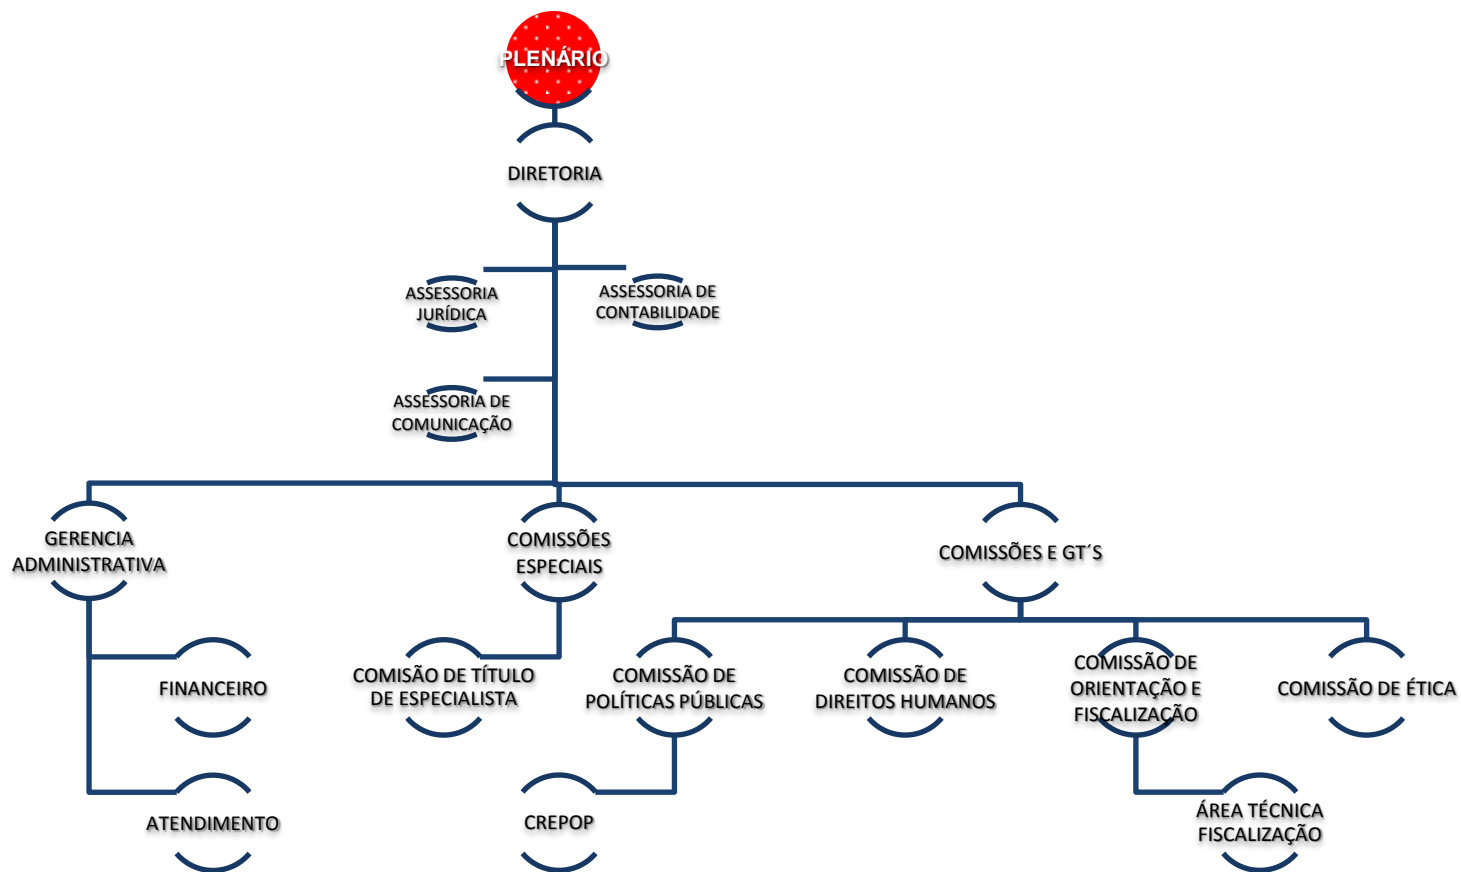 PLENÁRIO
DIRETORIA
ASSESSORIA
JURÍDICA
ASSESSORIA DE
CONTABILIDADE
ASSESSORIA DE
COMUNICAÇÃO
GERENCIA
ADMINISTRATIVA
COMISSÕES
ESPECIAIS
COMISSÕES E GT´S
FINANCEIRO
COMISÃO DE TÍTULO
DE ESPECIALISTA
COMISSÃO DE
POLÍTICAS PÚBLICAS
COMISSÃO DE
DIREITOS HUMANOS
COMISSÃO DE
ORIENTAÇÃO E
FISCALIZAÇÃO
COMISSÃO DE ÉTICA
ATENDIMENTO
CREPOP
ÁREA TÉCNICA
FISCALIZAÇÃO